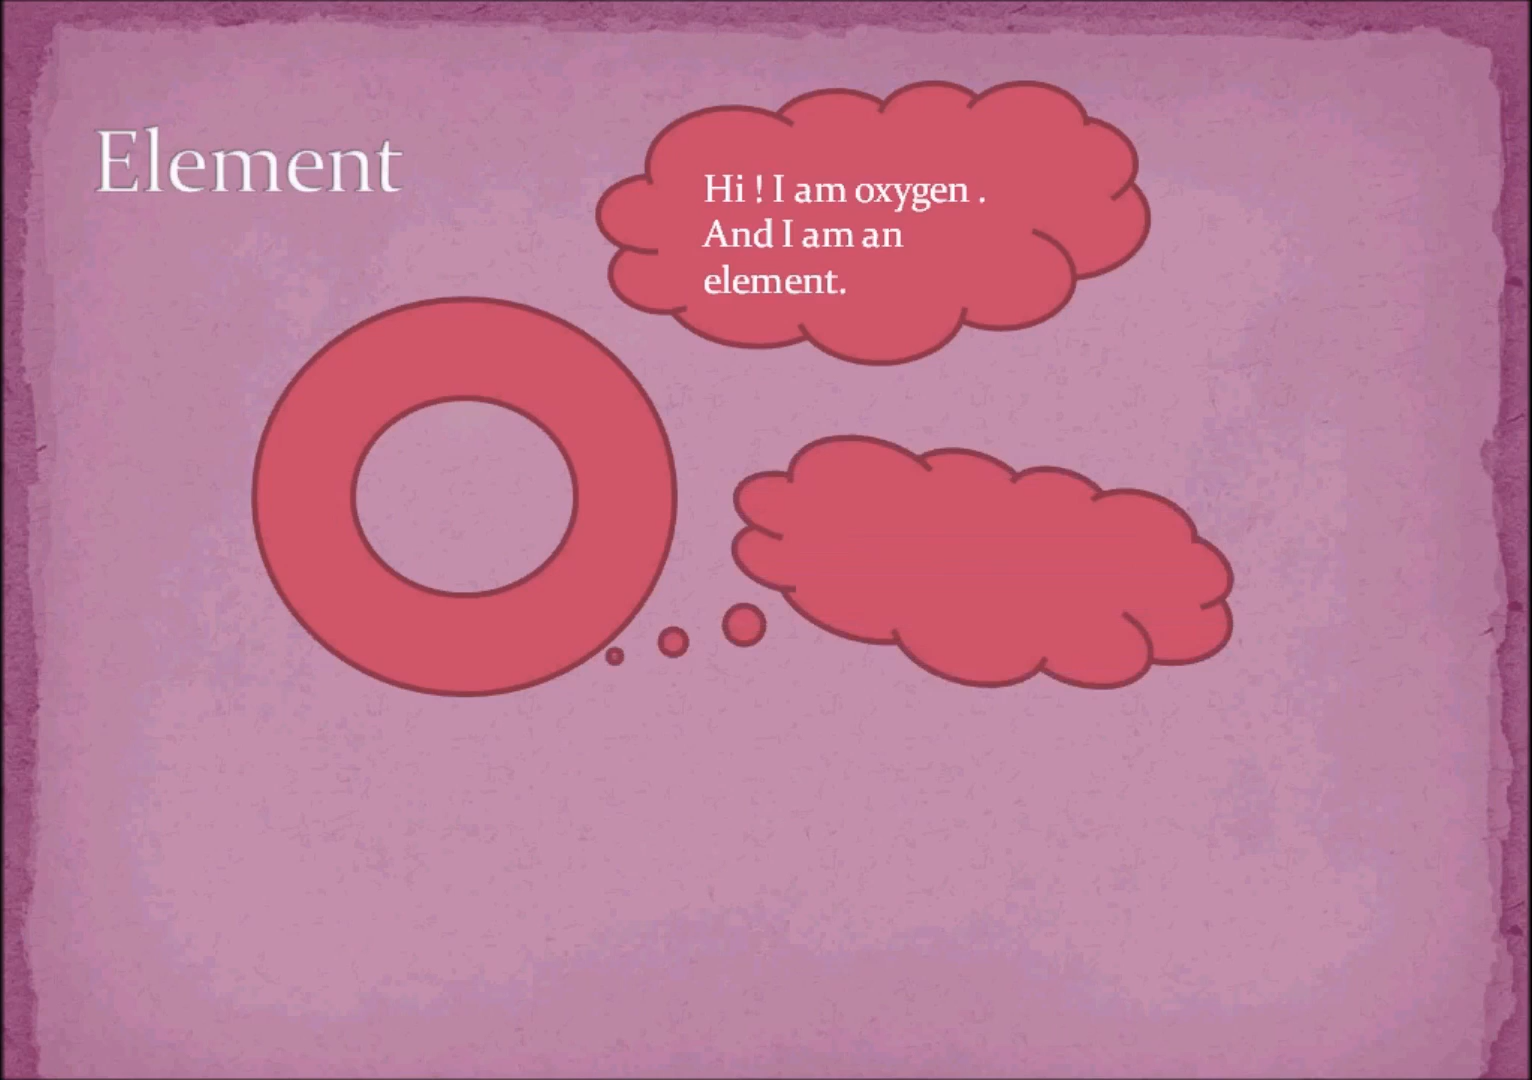 Element
Hi ! I am oxygen .
And I am an
element.